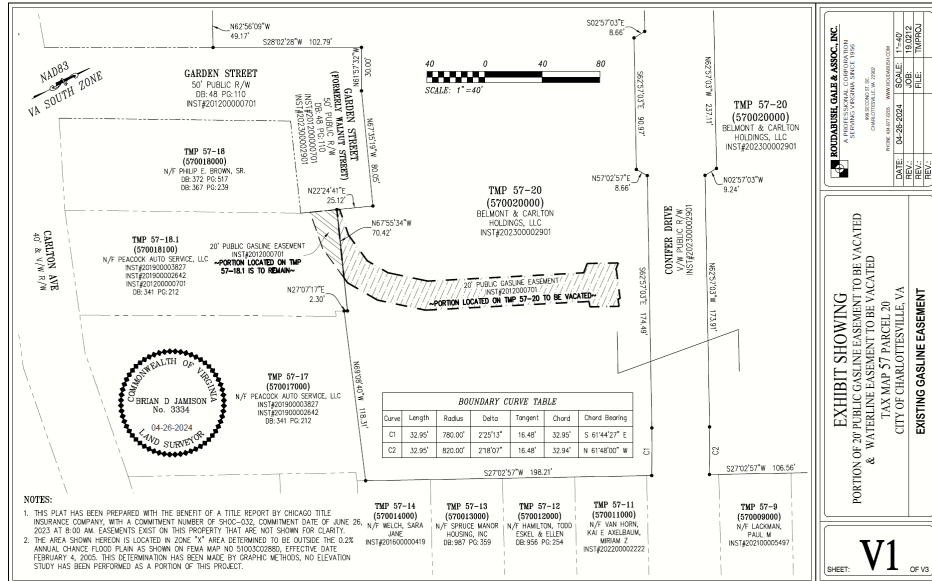 N62°56'09"W
49.17'
S28°02'28"W 102.79'
NAD83
VA SOUTH ZONE
GARDEN STREET
50' PUBLIC R/W
DB: 48 PG:110
INST#201200000701
N61°57'32"W
30.00'
GARDEN STREET
(FORMERLY WALNUT STREET)
50' PUBLIC R/W
DB: 48 PG:110
INST#201200000701
INST#202300002901
N67°35'19"W
80.05'
40 0 40 80
SCALE: 1"=40'
S02°57'03"E
8.66'
S62°57'03"E 90.97'
N62°57'03"W 237.11'
TMP 57-20
(570020000)
BELMONT & CARLTON
HOLDINGS, LLC
INST#202300002901
N57°02'57"E
8.66'
N02°57'03"W
9.24'
TMP 57-18
(570018000)
N/F PHILIP E. BROWN, SR.
DB:372 PG:517
DB:367 PG:239
N22°24'41"E
25.12'
N67°55'34"W
70.42'
TMP 57-20
(570020000)
BELMONT & CARLTON
HOLDINGS, LLC
INST#202300002901
CONIFER DRIVE
V/W PUBLIC R/W
INST#202300002901
CARLTON AVE
40' & V/W R/W
TMP 57-18.1
(570018100)
N/F PEACOCK AUTO SERVICE, LLC
INST#201900003827
INST#201900002642
INST#201900002641
DB: 341 PG:212
20' PUBLIC GASLINE EASEMENT
INST#2012000701
~PORTION LOCATED ON TMP
57-18.1 IS TO REMAIN~
20' PUBLIC GASLINE EASEMENT
INST#2012000701
~PORTION LOCATED ON TMP 57-20 TO BE VACATED~
N27°07'17"E
2.30'
S62°57'03"E 174.49'
N62°57'03"W 173.91'
COMMONWEALTH OF VIRGINIA
BRIAN D JAMISON
No. 3334
04-26-2024
LAND SURVEYOR
TMP 57-17
(570017000)
N/F PEACOCK AUTO SERVICE, LLC
INST#201900003827
INST#201900002642
DB:341 PG:212
N69°08'40"W 118.31'
BOUNDARY CURVE TABLE
Curve Length Radius Delta Tangent Chord Chord Bearing
C1 32.95' 780.00' 2°25'13" 16.48' 32.95' S 61°44'27" E
C2 32.95' 820.00' 2°18'07" 16.48' 32.94' N 61°48'00" W
C1
C2
S27°02'57"W 198.21'
S27°02'57"W 106.56'
TMP 57-14
(570014000)
N/F WELCH, SARA
JANE
INST#201600000419
TMP 57-13
(570013000)
N/F SPRUCE MANOR
HOUSING, INC
DB: 987 PG: 359
TMP 57-12
(570012000)
N/F HAMILTON, TODD
ESKEL & ELLEN
DB: 956 PG:254
TMP 57-11
(570011000)
N/F VAN HORN,
KAI E AXELBAUM,
MIRIAM Z
INST#202200002222
TMP 57-9
(570009000)
N/F LACKMAN,
PAUL M
INST#202100005497
NOTES:
1. THIS PLAT HAS BEEN PREPARED WITH THE BENEFIT OF A TITLE REPORT BY CHICAGO TITLE
INSURANCE COMPANY, WITH A COMMITMENT NUMBER OF SHOC-032, COMMITMENT DATE OF JUNE 26,
2023 AT 8:00 AM. EASEMENTS EXIST ON THIS PROPERTY THAT ARE NOT SHOWN FOR CLARITY.
2. THE AREA SHOWN HEREON IS LOCATED IN ZONE "X" AREA DETERMINED TO BE OUTSIDE THE 0.2%
ANNUAL CHANCE FLOOD PLAIN AS SHOWN ON FEMA MAP NO 51003C0288D, EFFECTIVE DATE
FEBRUARY 4, 2005. THIS DETERMINATION HAS BEEN MADE BY GRAPHIC METHODS, NO ELEVATION
STUDY HAS BEEN PERFORMED AS A PORTION OF THIS PROJECT.
ROUDABUSH, GALE & ASSOC., INC.
A PROFESSIONAL CORPORATION
SERVING VIRGINIA SINCE 1956
CHARLOTTESVILLE, VA 22902
PHONE 434-977-0205 WWW.ROUDABUSH.COM
DATE: 04-26-2024 SCALE: 1"=40'
REV.: JOB: 19.0212
REV.: FILE: TMPROJ
REV.:
EXHIBIT SHOWING
PORTION OF 20' PUBLIC GASLINE EASEMENT TO BE VACATED
& WATERLINE EASEMENT TO BE VACATED
TAX MAP 57 PARCEL 20
CITY OF CHARLOTTESVILLE, VA
EXISTING GASLINE EASEMENT
SHEET: V1 OF V3